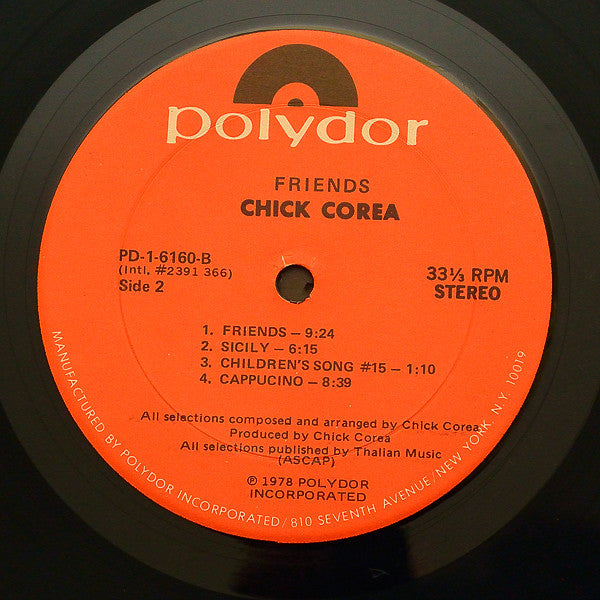 polydor
FRIENDS
CHICK COREA
PD-1-6160-B
(Intl. #2391 366)
Side 2
33⅓ RPM
STEREO
1. FRIENDS – 9:24
2. SICILY – 6:15
3. CHILDREN'S SONG #15 – 1:10
4. CAPPUCINO – 8:39
All selections composed and arranged by Chick Corea
Produced by Chick Corea
All selections published by Thalian Music
(ASCAP)
℗ 1978 POLYDOR
INCORPORATED
MANUFACTURED BY POLYDOR INCORPORATED / 810 SEVENTH AVENUE / NEW YORK, N.Y. 10019